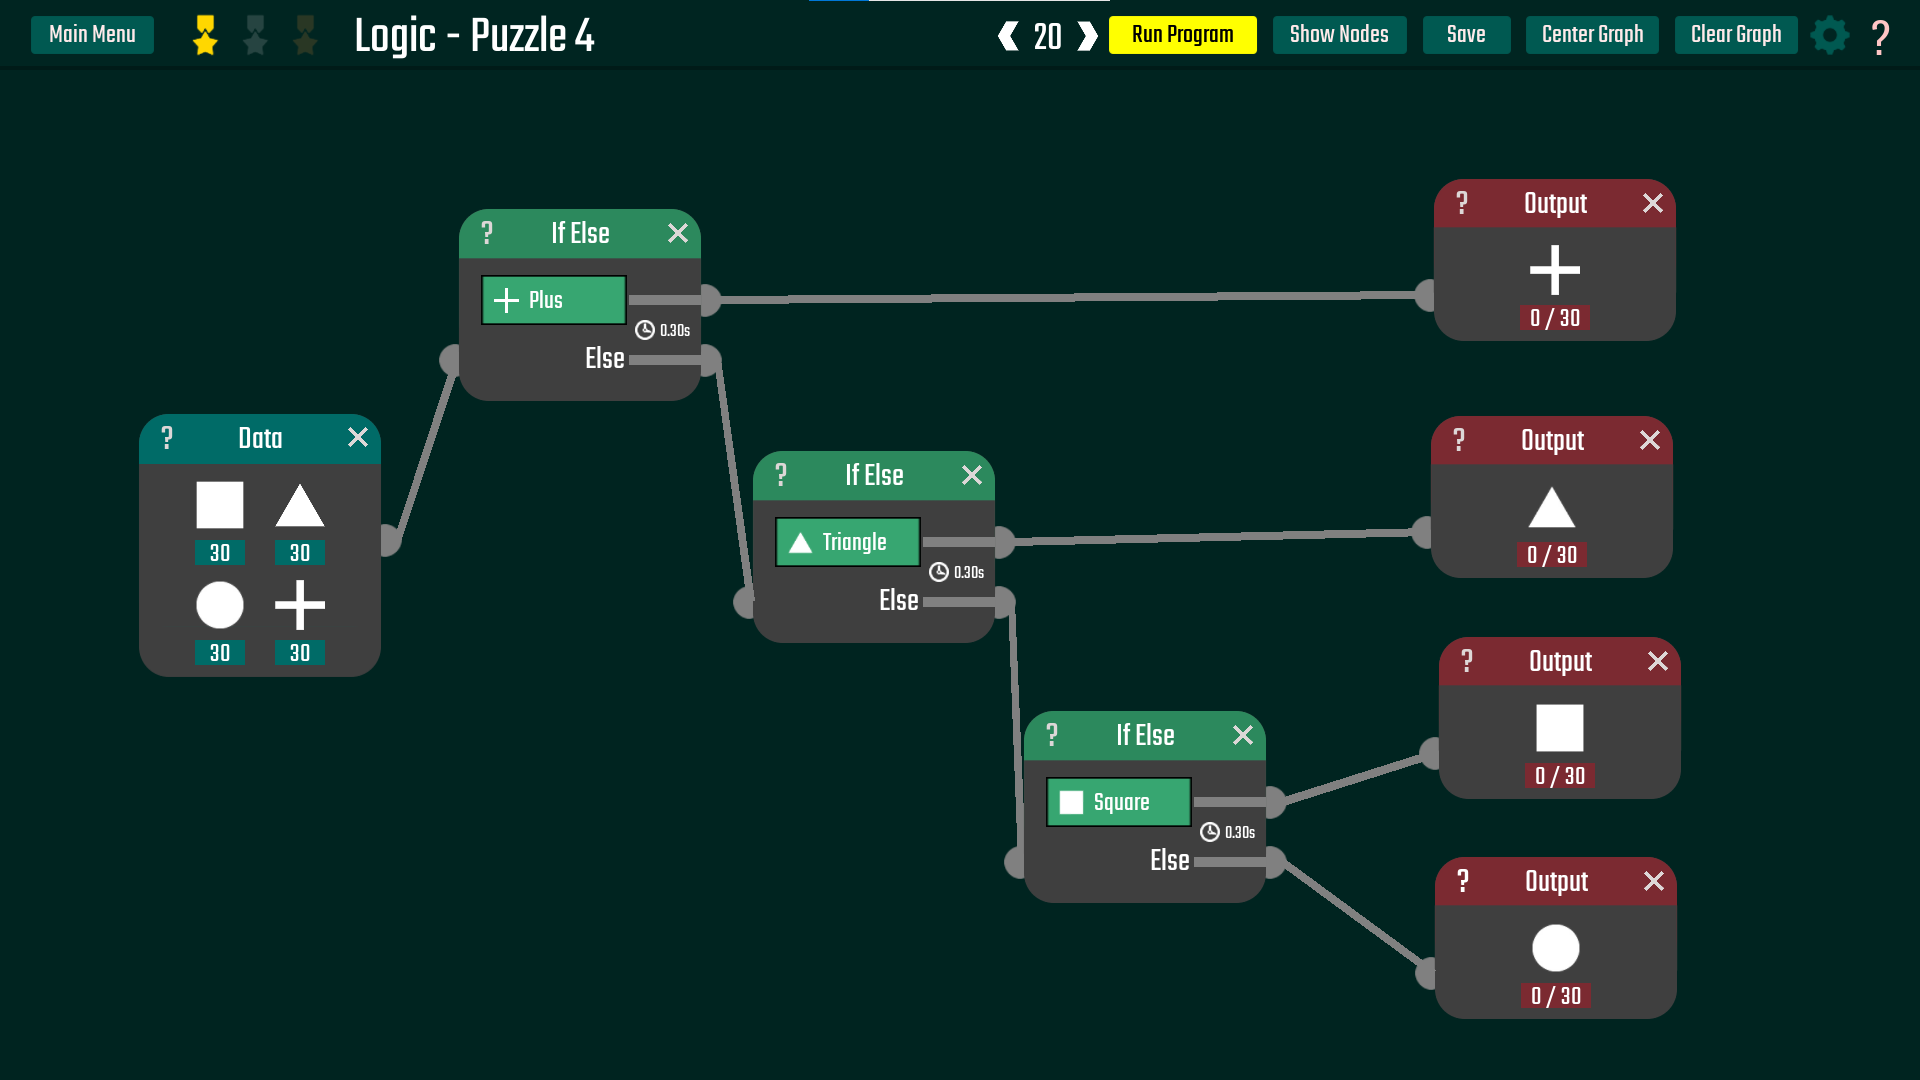 Main Menu
Logic - Puzzle 4
20
Run Program
Show Nodes
Save
Center Graph
Clear Graph
?
? Data
30 30
30 30
? If Else
Plus
0.30s
Else
? If Else
Triangle
0.30s
Else
? If Else
Square
0.30s
Else
? Output
0 / 30
? Output
0 / 30
? Output
0 / 30
? Output
0 / 30